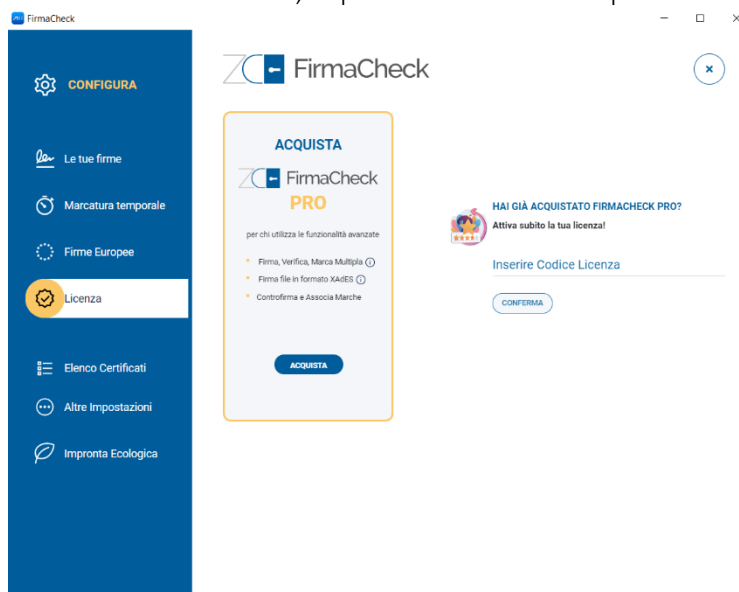 FirmaCheck
CONFIGURA
Le tue firme
Marcatura temporale
Firme Europee
Licenza
Elenco Certificati
Altre Impostazioni
Impronta Ecologica
FirmaCheck
ACQUISTA
FirmaCheck
PRO
per chi utilizza le funzionalità avanzate
Firma, Verifica, Marca Multipla
Firma file in formato XAdES
Controfirma e Associa Marche
ACQUISTA
HAI GIÀ ACQUISTATO FIRMACHECK PRO?
Attiva subito la tua licenza!
Inserire Codice Licenza
CONFERMA